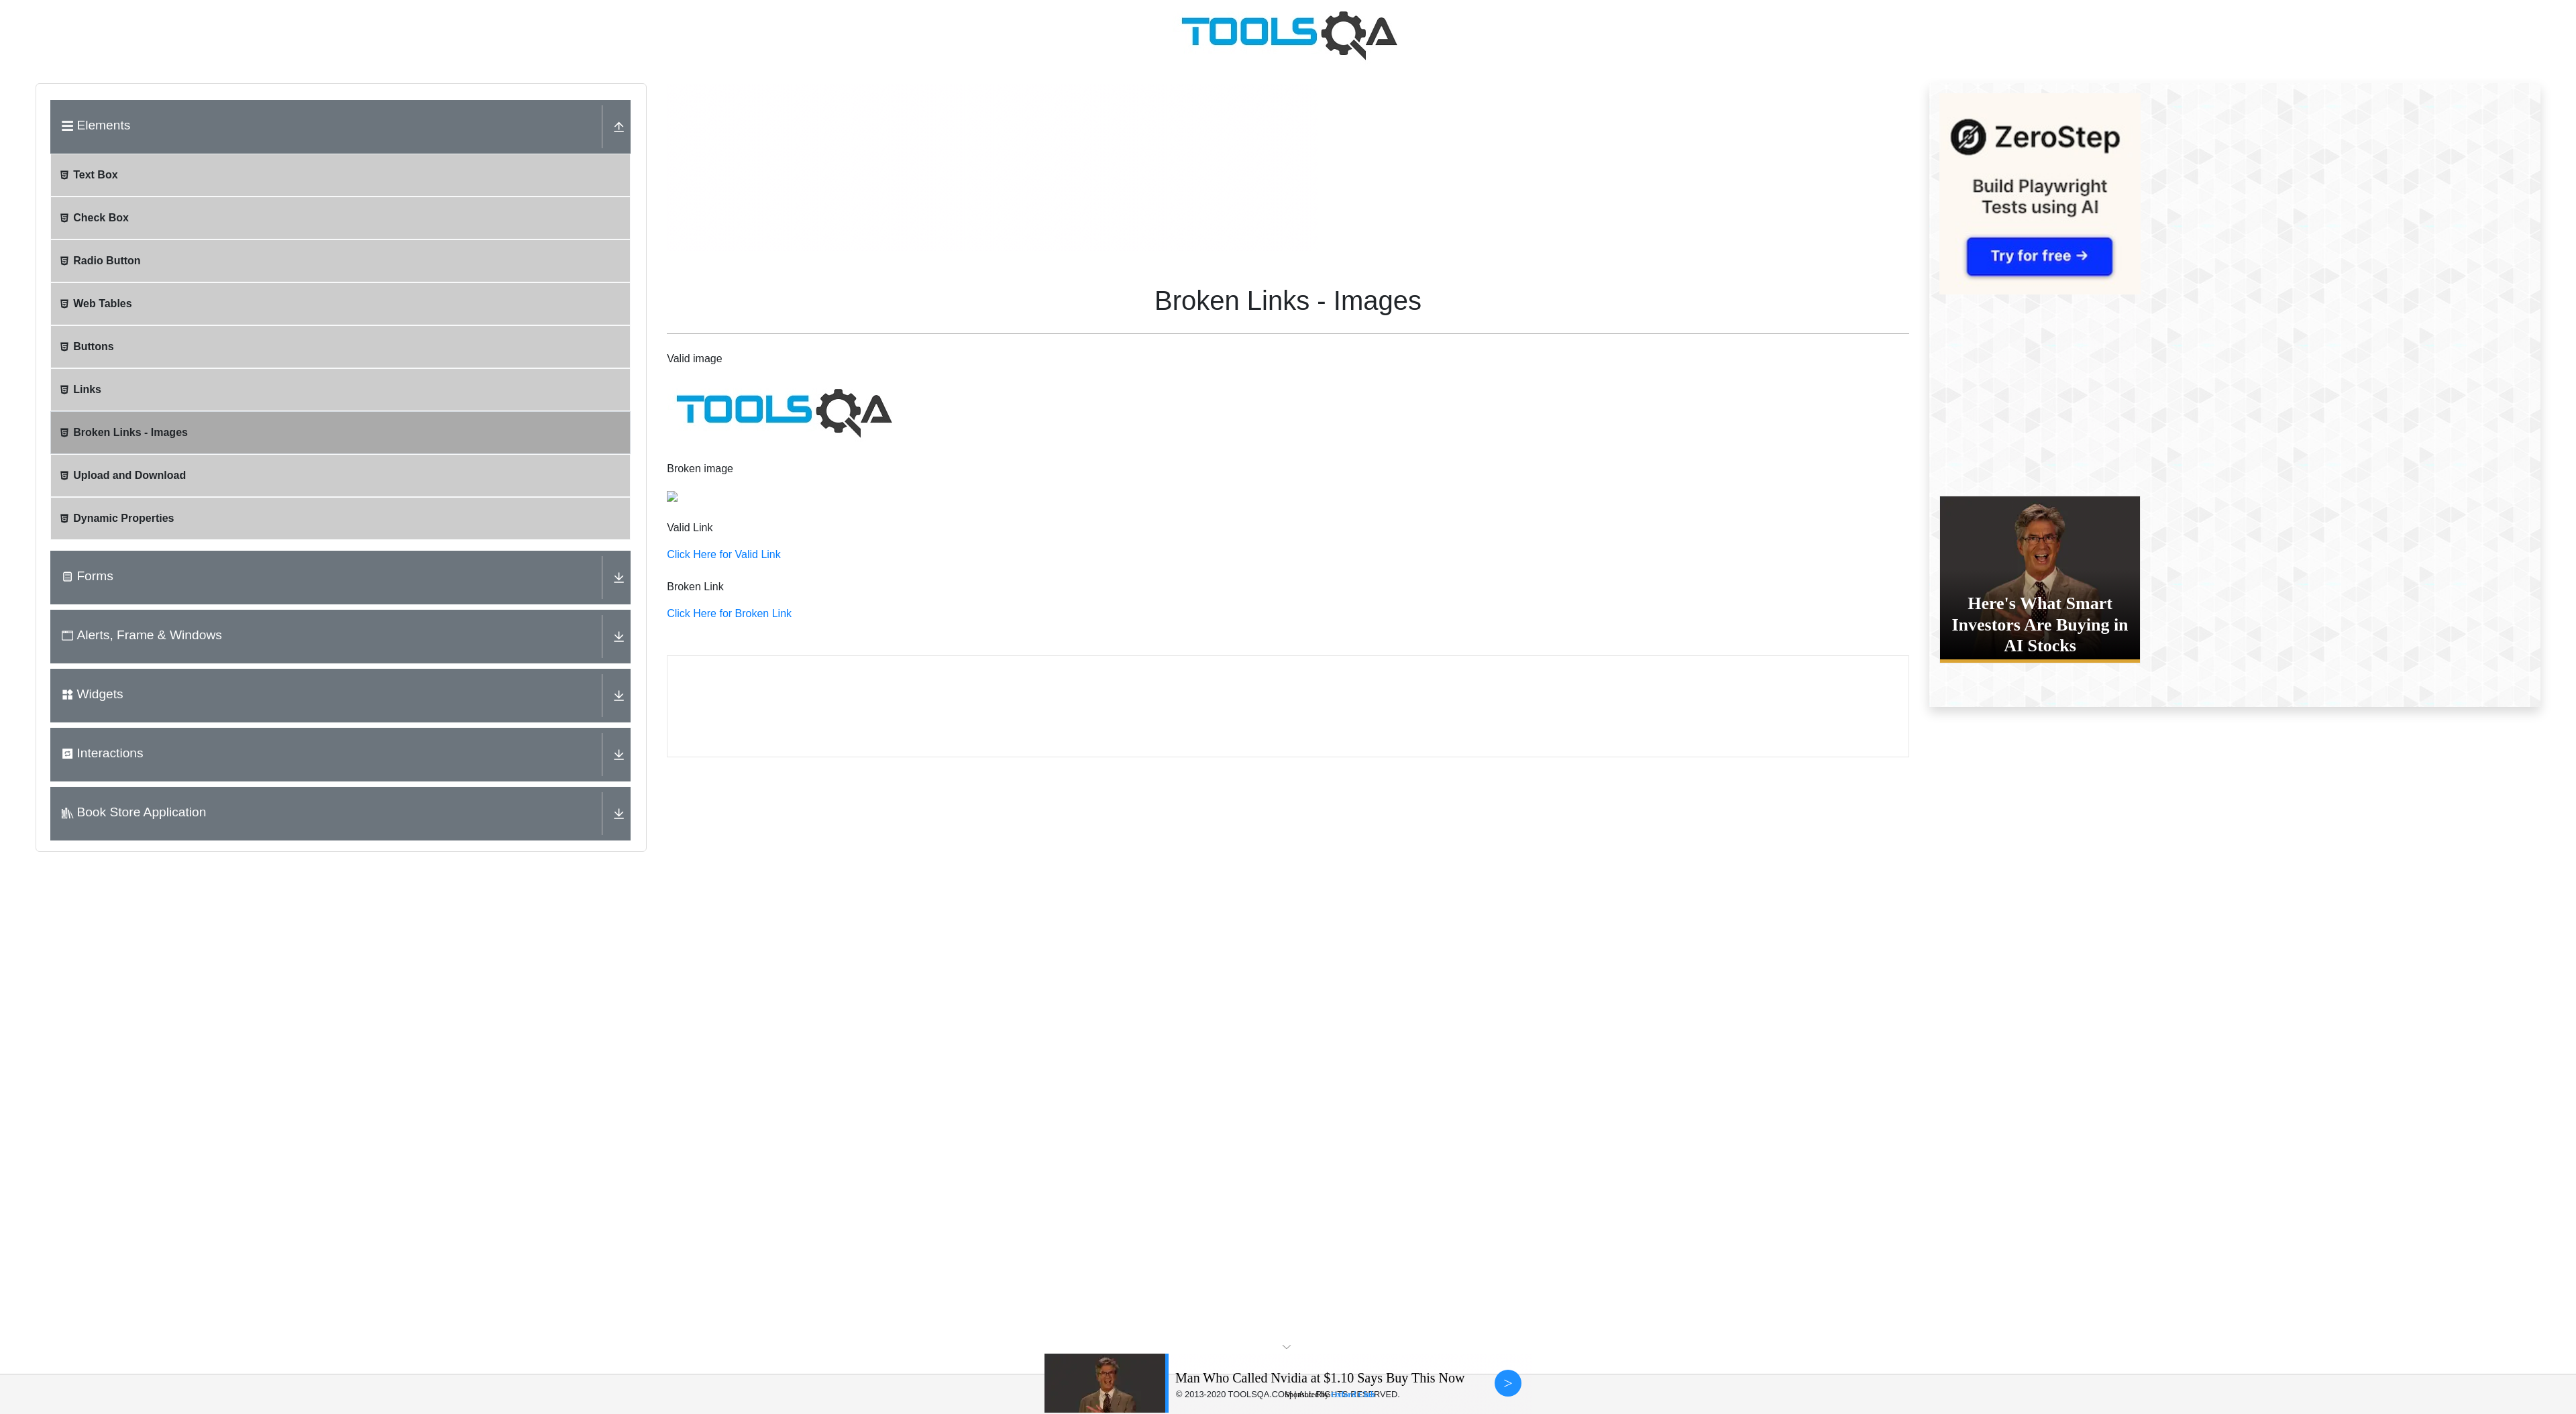 TOOLSQA
Elements
Text Box
Check Box
Radio Button
Web Tables
Buttons
Links
Broken Links - Images
Upload and Download
Dynamic Properties
Forms
Alerts, Frame & Windows
Widgets
Interactions
Book Store Application
Broken Links - Images
Valid image
TOOLSQA
Broken image
Valid Link
Click Here for Valid Link
Broken Link
Click Here for Broken Link
ZeroStep
Build Playwright
Tests using AI
Try for free →
Here's What Smart
Investors Are Buying in
AI Stocks
Man Who Called Nvidia at $1.10 Says Buy This Now
>
© 2013-2020 TOOLSQA.COM | ALL RIGHTS RESERVED.